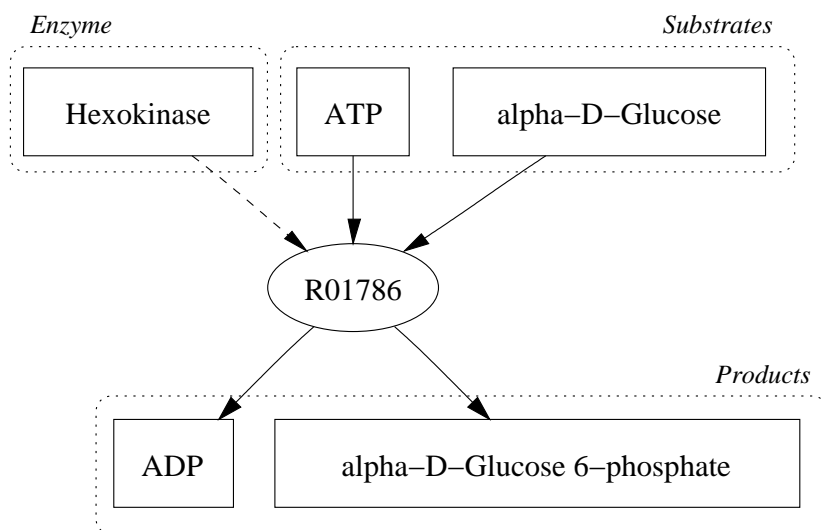 Enzyme
Substrates
Hexokinase
ATP
alpha−D−Glucose
R01786
Products
ADP
alpha−D−Glucose 6−phosphate